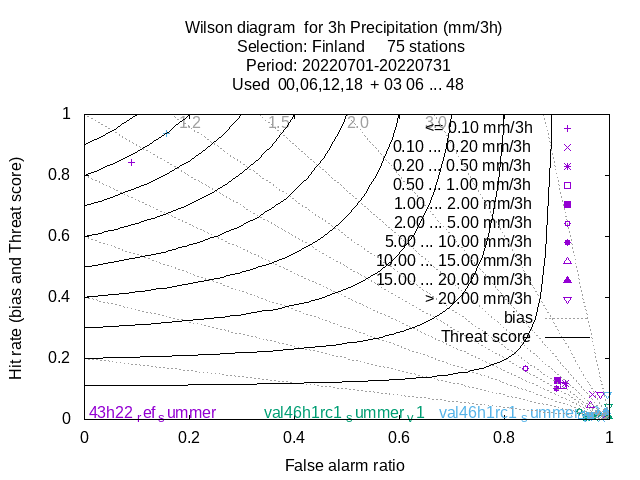 Wilson diagram for 3h Precipitation (mm/3h)
Selection: Finland 75 stations
Period: 20220701-20220731
Used 00,06,12,18 + 03 06 ... 48
1.2 1.5 2.0 3.0
<= 0.10 mm/3h
0.10 ... 0.20 mm/3h
0.20 ... 0.50 mm/3h
0.50 ... 1.00 mm/3h
1.00 ... 2.00 mm/3h
2.00 ... 5.00 mm/3h
5.00 ... 10.00 mm/3h
10.00 ... 15.00 mm/3h
15.00 ... 20.00 mm/3h
> 20.00 mm/3h
bias
Threat score
Hit rate (bias and Threat score)
1
0.8
0.6
0.4
0.2
0
43h22_ref_summer val46h1rc1_summer_v1 val46h1rc1_summer
0 0.2 0.4 0.6 0.8 1
False alarm ratio